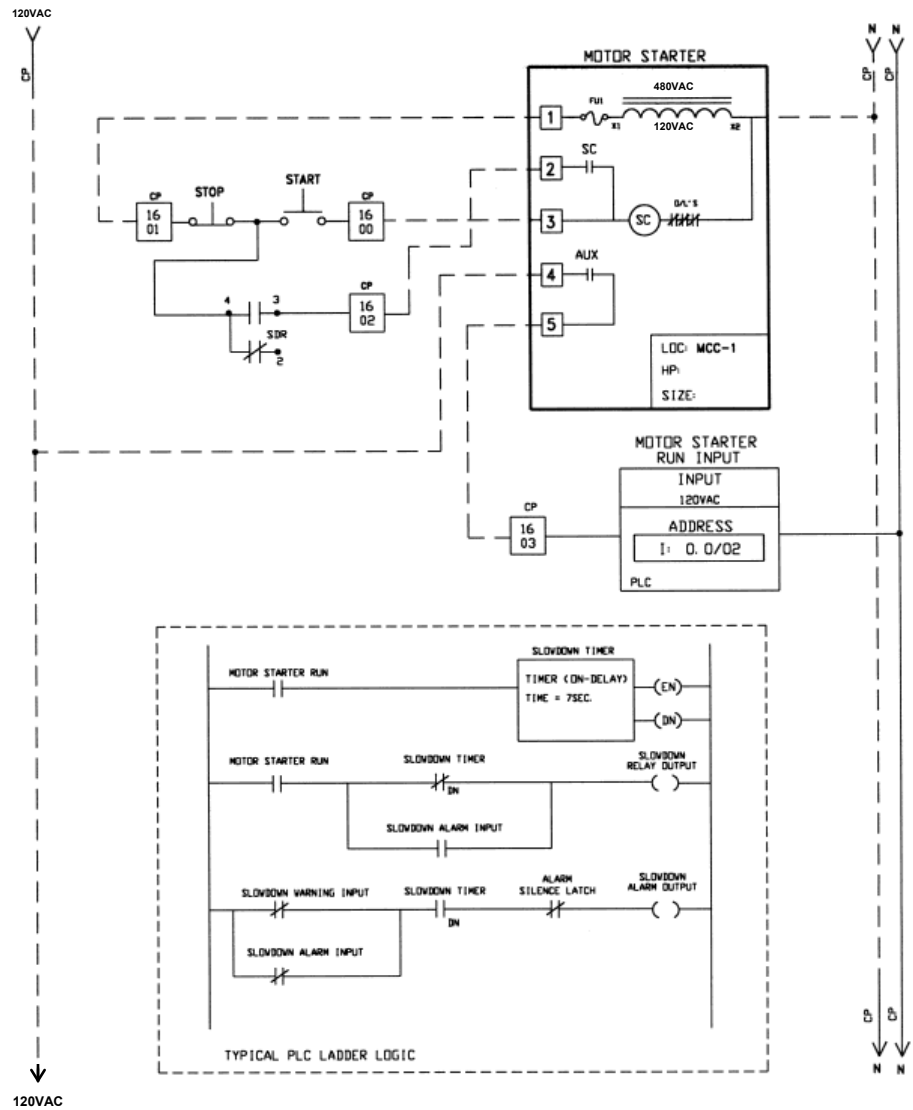 120VAC
N N
CP
CP
CP
MOTOR STARTER
480VAC
FU1
1
X1
120VAC
X2
SC
2
START
STOP
CP
CP
O/L'S
16
01
16
00
3
SC
AUX
4
CP
4
3
16
02
5
SDR
2
LOC: MCC-1
HP:
SIZE:
MOTOR STARTER
RUN INPUT
INPUT
120VAC
CP
16
03
ADDRESS
I: 0.0/02
PLC
SLOWDOWN TIMER
MOTOR STARTER RUN
TIMER (ON-DELAY)
TIME = 7SEC.
(EN)
(DN)
MOTOR STARTER RUN
SLOWDOWN TIMER
DN
SLOWDOWN
RELAY OUTPUT
SLOWDOWN ALARM INPUT
SLOWDOWN WARNING INPUT
SLOWDOWN TIMER
DN
ALARM
SILENCE LATCH
SLOWDOWN
ALARM OUTPUT
SLOWDOWN ALARM INPUT
TYPICAL PLC LADDER LOGIC
CP
CP
N N
120VAC